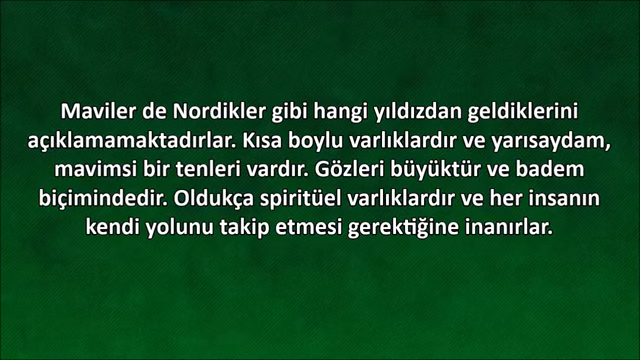 Maviler de Nordikler gibi hangi yıldızdan geldiklerini
açıklamamaktadırlar. Kısa boylu varlıklardır ve yarısaydam,
mavimsi bir tenleri vardır. Gözleri büyüktür ve badem
biçimindedir. Oldukça spiritüel varlıklardır ve her insanın
kendi yolunu takip etmesi gerektiğine inanırlar.